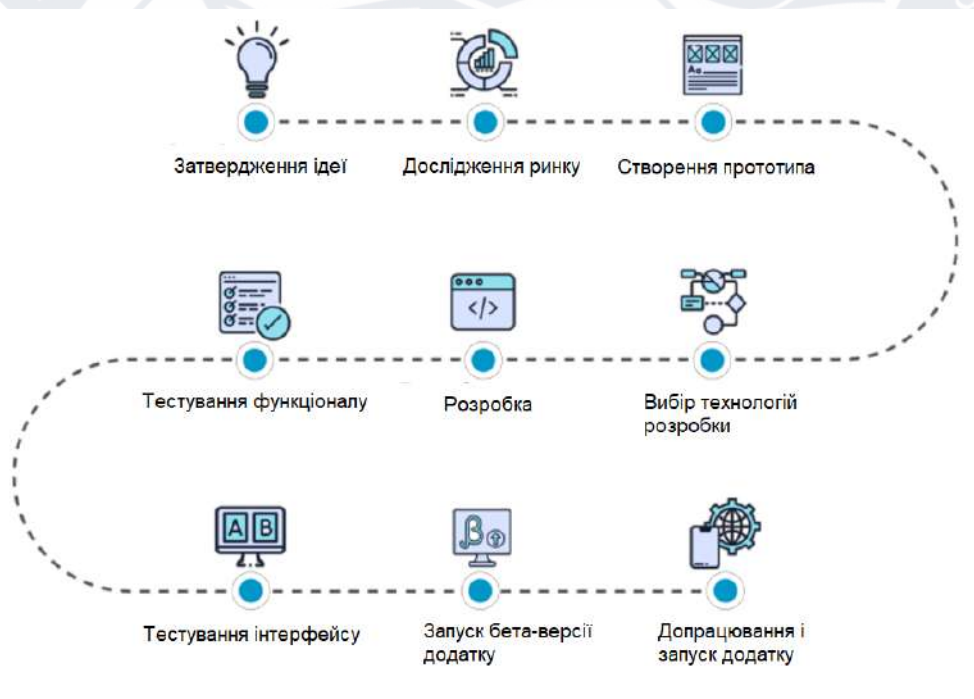 Затвердження ідеї
Дослідження ринку
Створення прототипа
Тестування функціоналу
Розробка
Вибір технологій
розробки
A B
β
Тестування інтерфейсу
Запуск бета-версії
додатку
Допрацювання і
запуск додатку